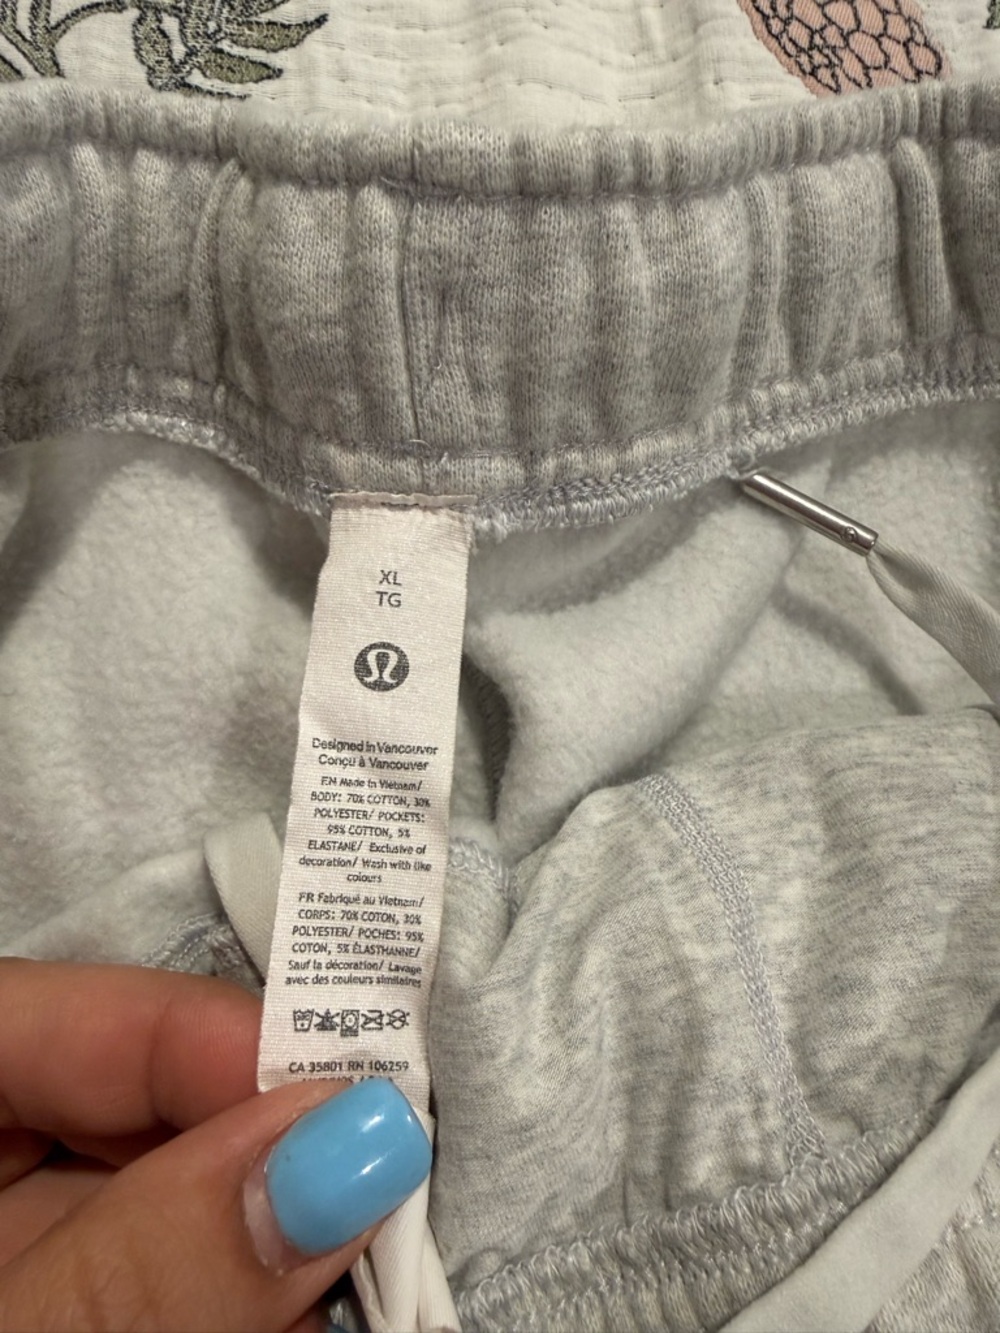 XL
TG
Designed in Vancouver
Conçu à Vancouver
EN Made in Vietnam/
BODY: 70% COTTON, 30%
POLYESTER/ POCKETS:
95% COTTON, 5%
ELASTANE/ Exclusive of
decoration/ Wash with like
colours
FR Fabriqué au Vietnam/
CORPS: 70% COTON, 30%
POLYESTER/ POCHES: 95%
COTON, 5% ÉLASTHANNE/
Sauf la décoration/ Lavage
avec des couleurs similaires
CA 35801 RN 106259